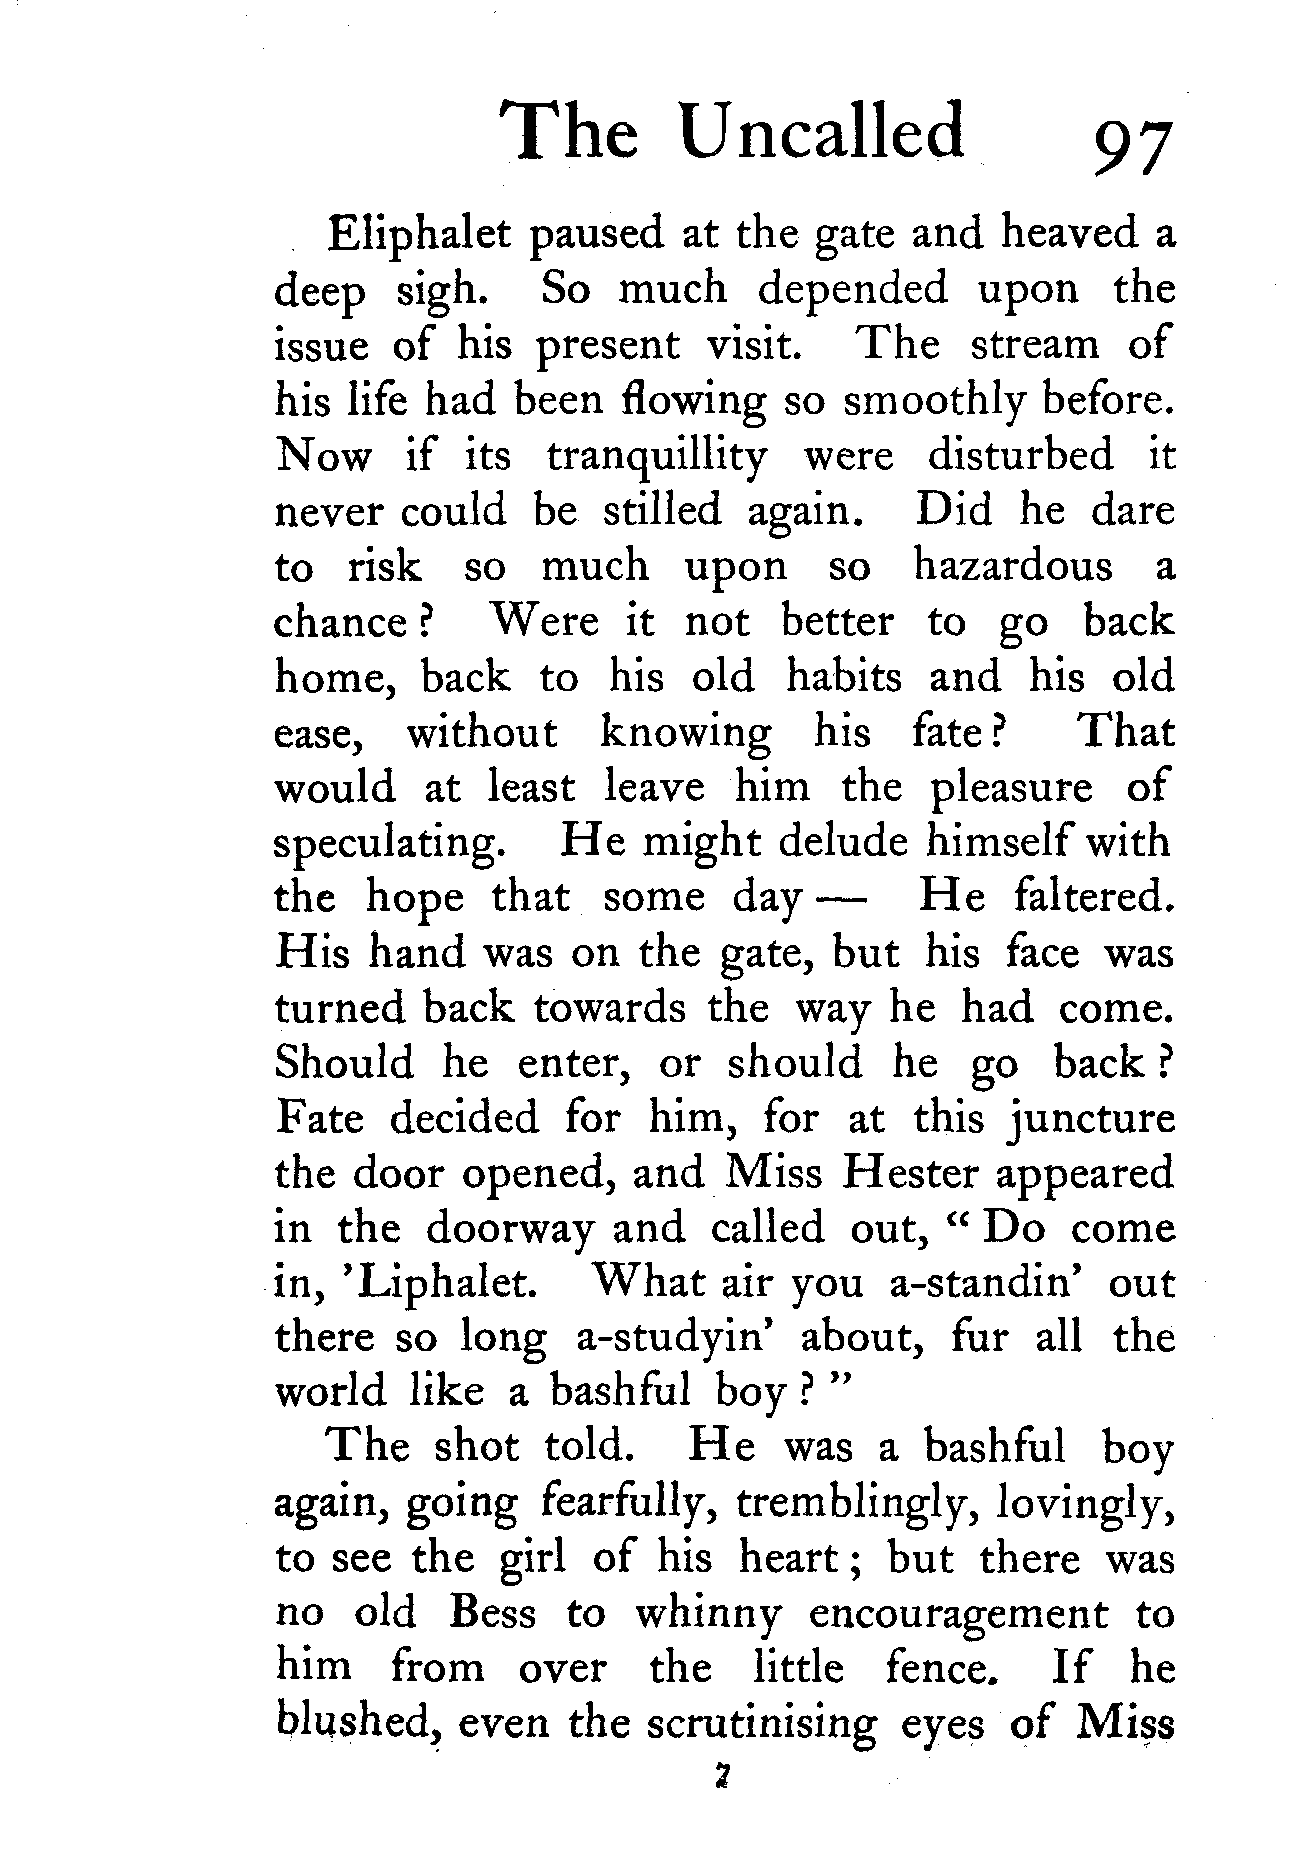 The Uncalled 97
Eliphalet paused at the gate and heaved a
deep sigh. So much depended upon the
issue of his present visit. The stream of
his life had been flowing so smoothly before.
Now if its tranquillity were disturbed it
never could be stilled again. Did he dare
to risk so much upon so hazardous a
chance? Were it not better to go back
home, back to his old habits and his old
ease, without knowing his fate? That
would at least leave him the pleasure of
speculating. He might delude himself with
the hope that some day — He faltered.
His hand was on the gate, but his face was
turned back towards the way he had come.
Should he enter, or should he go back?
Fate decided for him, for at this juncture
the door opened, and Miss Hester appeared
in the doorway and called out, “Do come
in, ’Liphalet. What air you a-standin’ out
there so long a-studyin’ about, fur all the
world like a bashful boy?”
The shot told. He was a bashful boy
again, going fearfully, tremblingly, lovingly,
to see the girl of his heart; but there was
no old Bess to whinny encouragement to
him from over the little fence. If he
blushed, even the scrutinising eyes of Miss
7